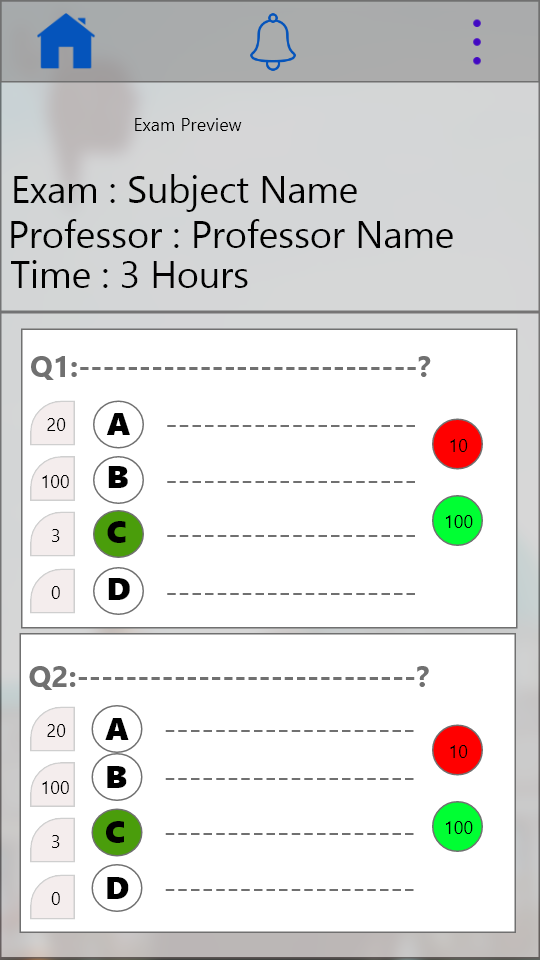 Exam Preview
Exam : Subject Name
Professor : Professor Name
Time : 3 Hours
Q1:----------------------------?
20 A ---------------------
10
100 B ---------------------
3 C ---------------------
100
0 D ---------------------
Q2:----------------------------?
20 A ---------------------
10
100 B ---------------------
3 C ---------------------
100
0 D ---------------------